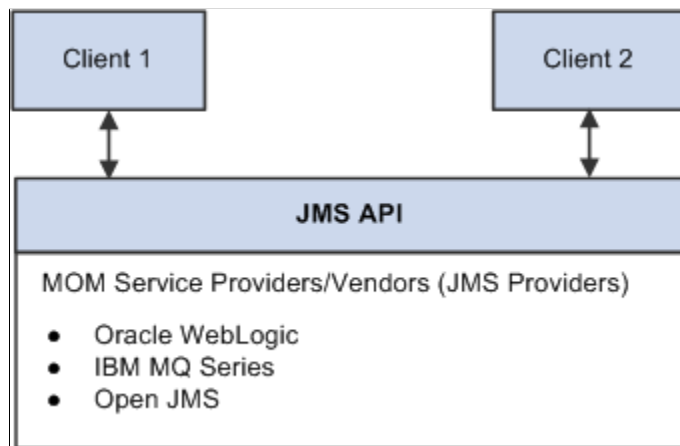 Client 1
Client 2
JMS API
MOM Service Providers/Vendors (JMS Providers)
● Oracle WebLogic
● IBM MQ Series
● Open JMS